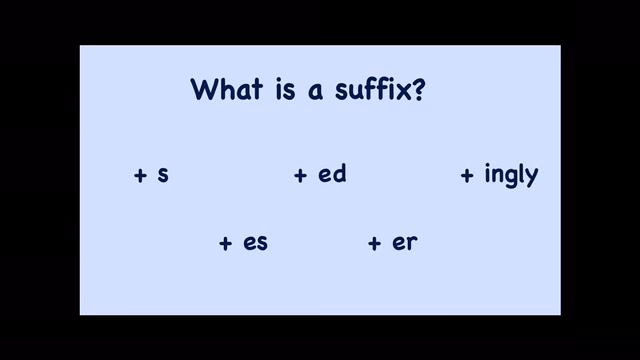 What is a suffix?
+ s + ed + ingly
+ es + er